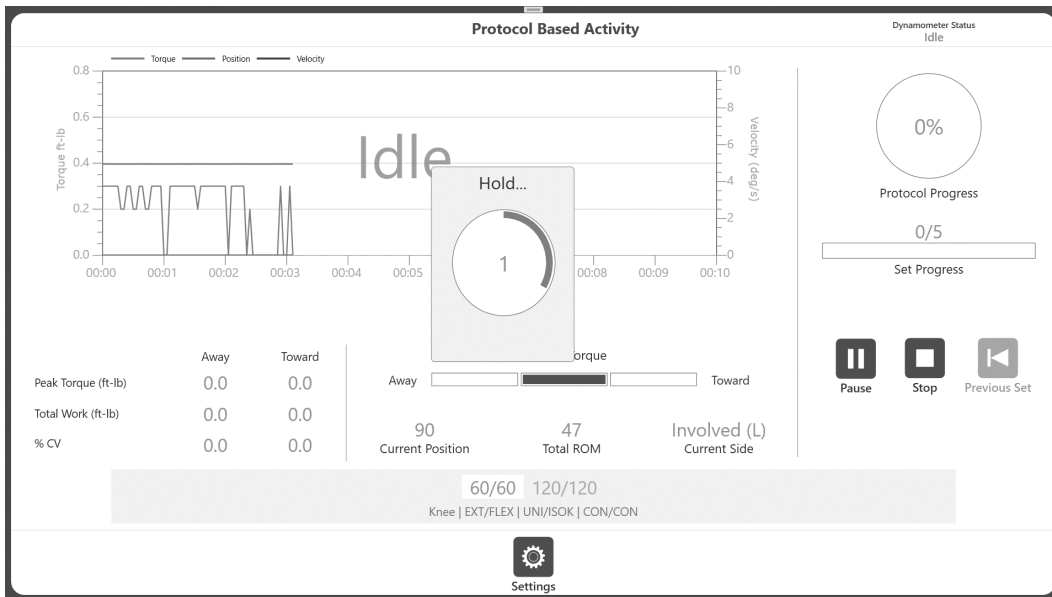 Protocol Based Activity
Dynamometer Status
Idle
Torque Position Velocity
0.8
0.6
0.4
0.2
0.0
Torque ft-lb
10
8
6
4
2
0
Velocity (deg/s)
00:00 00:01 00:02 00:03 00:04 00:05 00:08 00:09 00:10
Idle
Hold...
1
0%
Protocol Progress
0/5
Set Progress
Pause Stop Previous Set
Away Toward
Peak Torque (ft-lb) 0.0 0.0
Total Work (ft-lb) 0.0 0.0
% CV 0.0 0.0
orque
Away Toward
90 47 Involved (L)
Current Position Total ROM Current Side
60/60 120/120
Knee | EXT/FLEX | UNI/ISOK | CON/CON
Settings